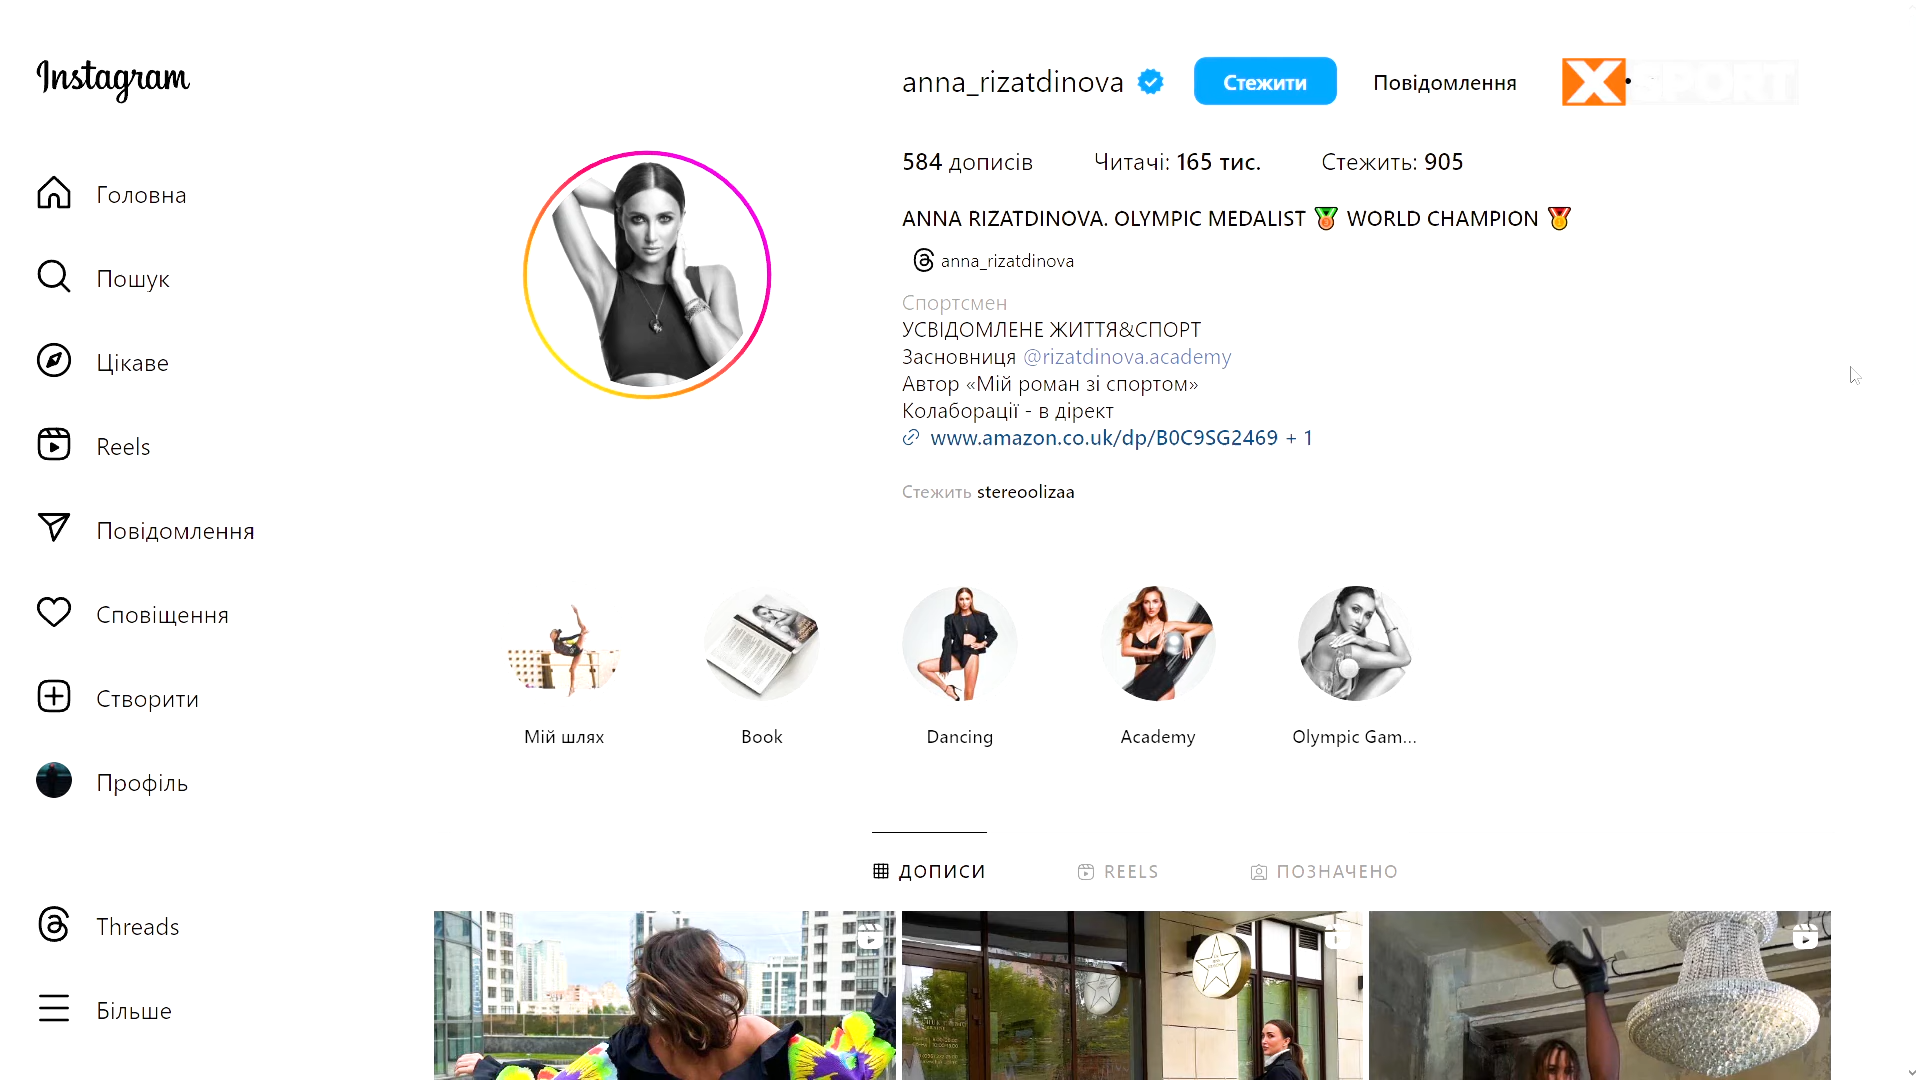 Instagram
Головна
Пошук
Цікаве
Reels
Повідомлення
Сповіщення
Створити
Профіль
Threads
Більше
anna_rizatdinova
Стежити
Повідомлення
XSPORT
584 дописів
Читачі: 165 тис.
Стежить: 905
ANNA RIZATDINOVA. OLYMPIC MEDALIST 🥉 WORLD CHAMPION 🏅
anna_rizatdinova
Спортсмен
УСВІДОМЛЕНЕ ЖИТТЯ&СПОРТ
Засновниця @rizatdinova.academy
Автор «Мій роман зі спортом»
Колаборації - в дірект
www.amazon.co.uk/dp/B0C9SG2469 + 1
Стежить stereoolizaa
Мій шлях
Book
Dancing
Academy
Olympic Gam...
ДОПИСИ
REELS
ПОЗНАЧЕНО